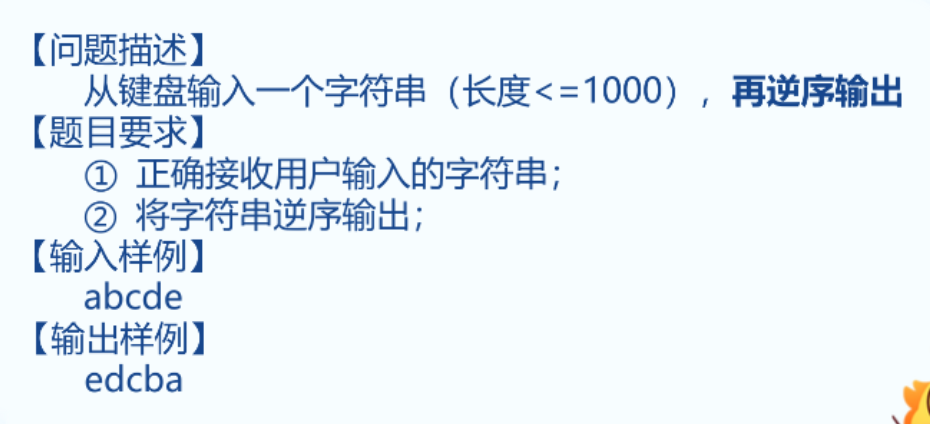 【问题描述】
从键盘输入一个字符串（长度<=1000），再逆序输出
【题目要求】
① 正确接收用户输入的字符串；
② 将字符串逆序输出；
【输入样例】
abcde
【输出样例】
edcba